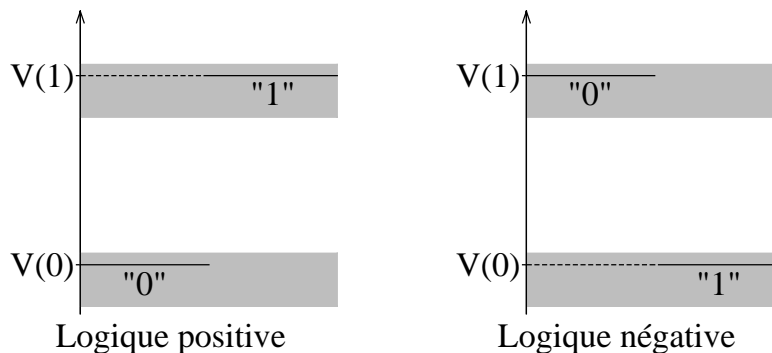 V(1)
"1"
V(0)
"0"
Logique positive
V(1)
"0"
V(0)
"1"
Logique négative